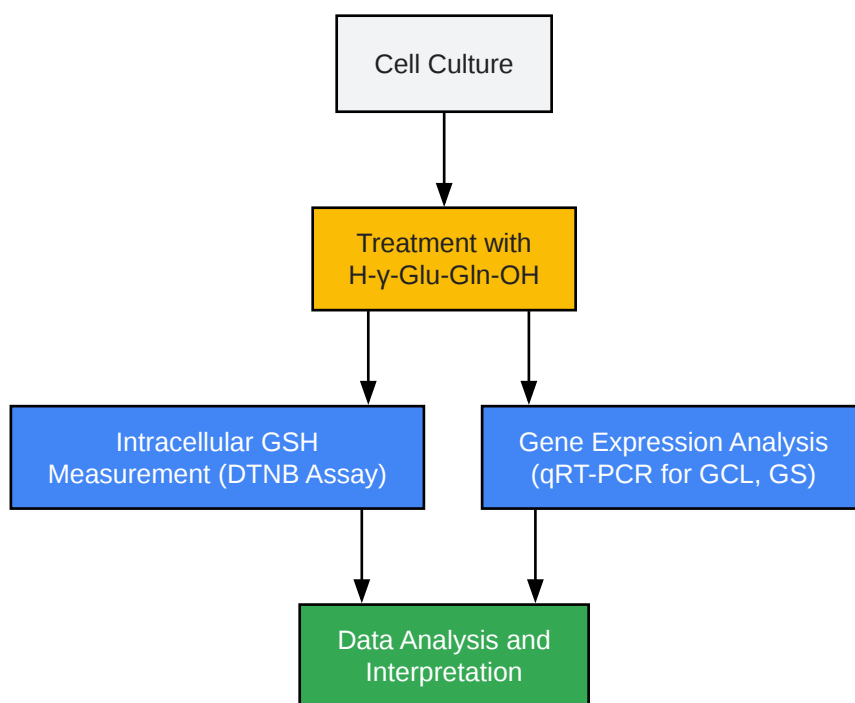 Cell Culture
Treatment with
H-γ-Glu-Gln-OH
Intracellular GSH
Measurement (DTNB Assay)
Gene Expression Analysis
(qRT-PCR for GCL, GS)
Data Analysis and
Interpretation